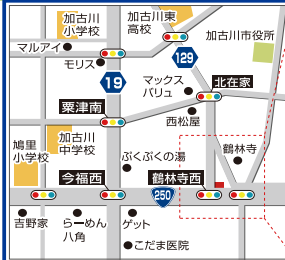 加古川
小学校
加古川東
高校
加古川市役所
マルアイ
モリス
129
19
マックス
バリュ
北在家
粟津南
西松屋
加古川
中学校
鳩里
小学校
ぷくぷくの湯
鶴林寺
今福西
鶴林寺西
250
吉野家
らーめん
八角
ゲット
こだま医院